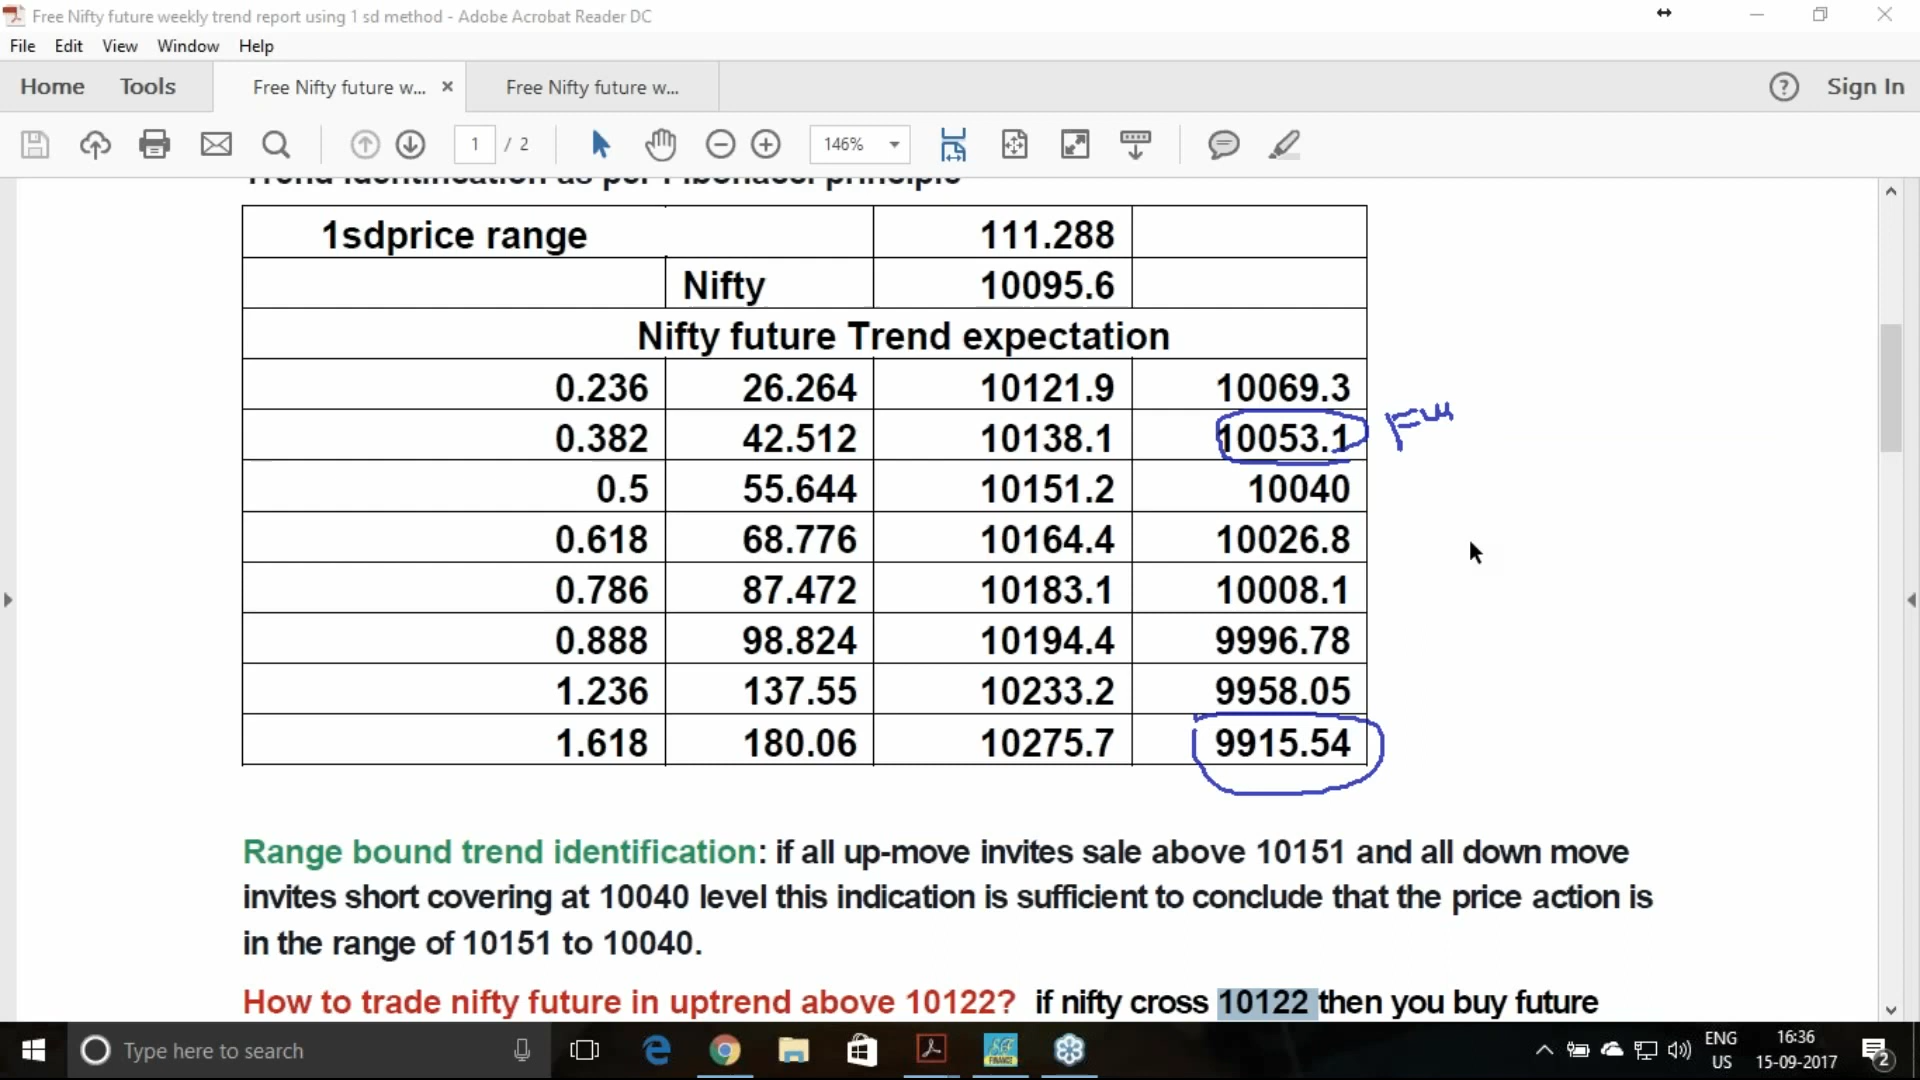 Free Nifty future weekly trend report using 1 sd method - Adobe Acrobat Reader DC
File Edit View Window Help
Home Tools Free Nifty future w... × Free Nifty future w... ? Sign In
1 / 2 146%
Trend identification as per Fibonacci principle
1sdprice range 111.288
Nifty 10095.6
Nifty future Trend expectation
0.236 26.264 10121.9 10069.3
0.382 42.512 10138.1 10053.1
0.5 55.644 10151.2 10040
0.618 68.776 10164.4 10026.8
0.786 87.472 10183.1 10008.1
0.888 98.824 10194.4 9996.78
1.236 137.55 10233.2 9958.05
1.618 180.06 10275.7 9915.54
Range bound trend identification: if all up-move invites sale above 10151 and all down move
invites short covering at 10040 level this indication is sufficient to conclude that the price action is
in the range of 10151 to 10040.
How to trade nifty future in uptrend above 10122? if nifty cross 10122 then you buy future
Type here to search
FINANCE
ENG
US
16:36
15-09-2017
2